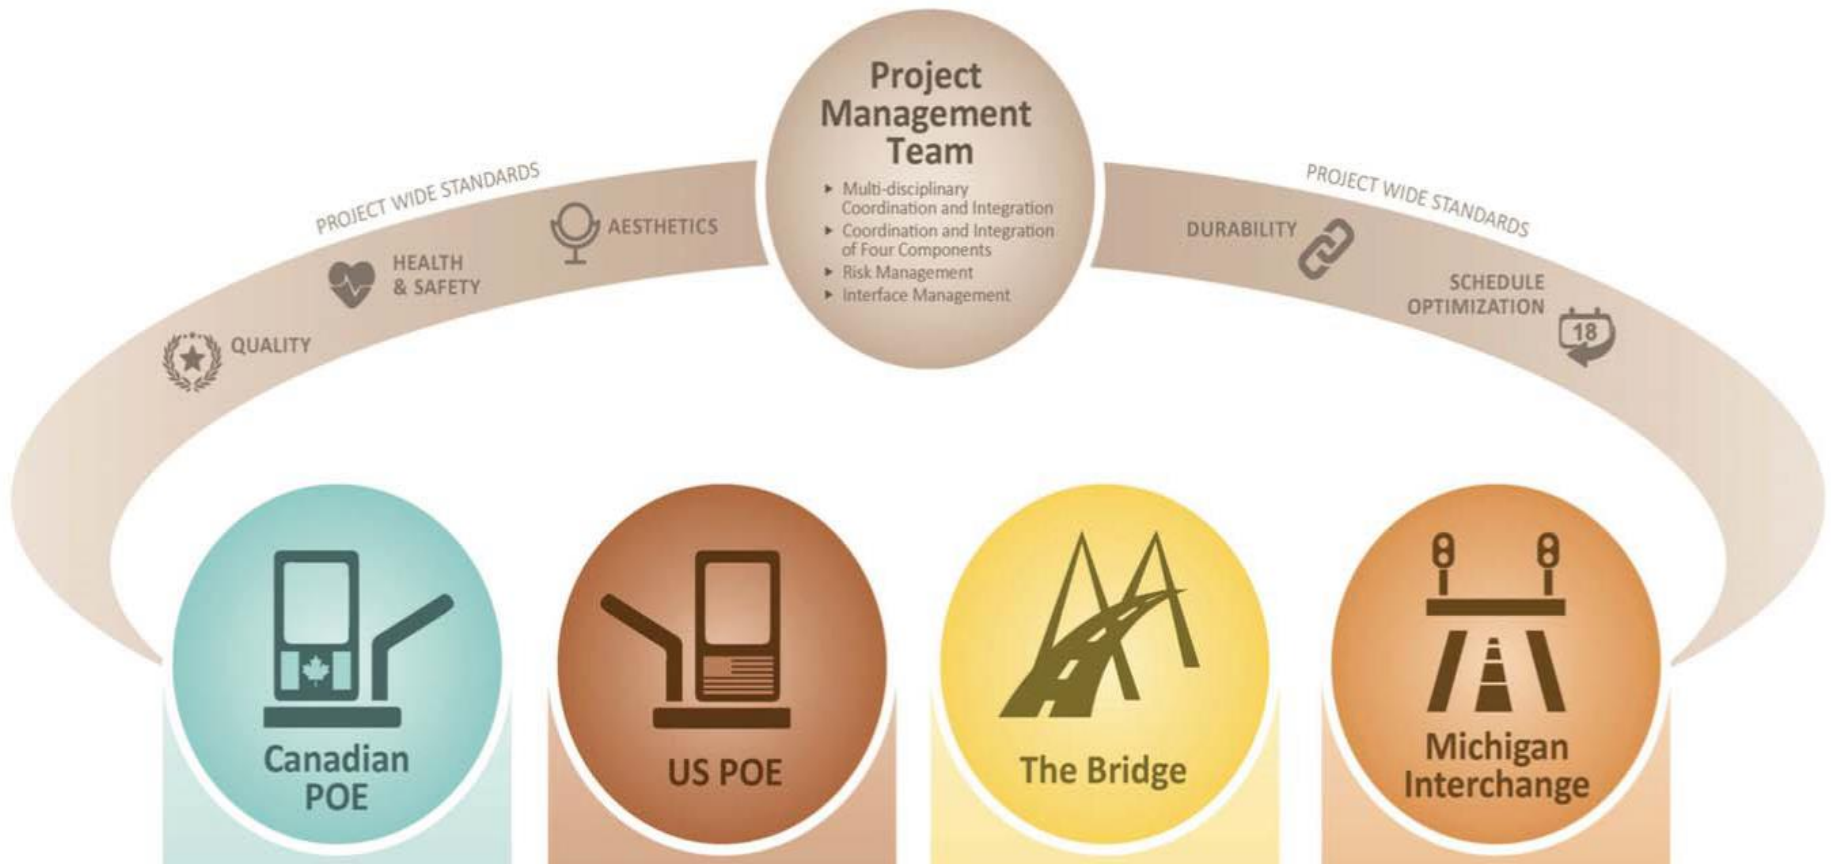 Project
Management
Team
▸ Multi-disciplinary
Coordination and Integration
▸ Coordination and Integration
of Four Components
▸ Risk Management
▸ Interface Management
PROJECT WIDE STANDARDS
AESTHETICS
HEALTH
& SAFETY
QUALITY
PROJECT WIDE STANDARDS
DURABILITY
SCHEDULE
OPTIMIZATION
18
Canadian
POE
US POE
The Bridge
Michigan
Interchange